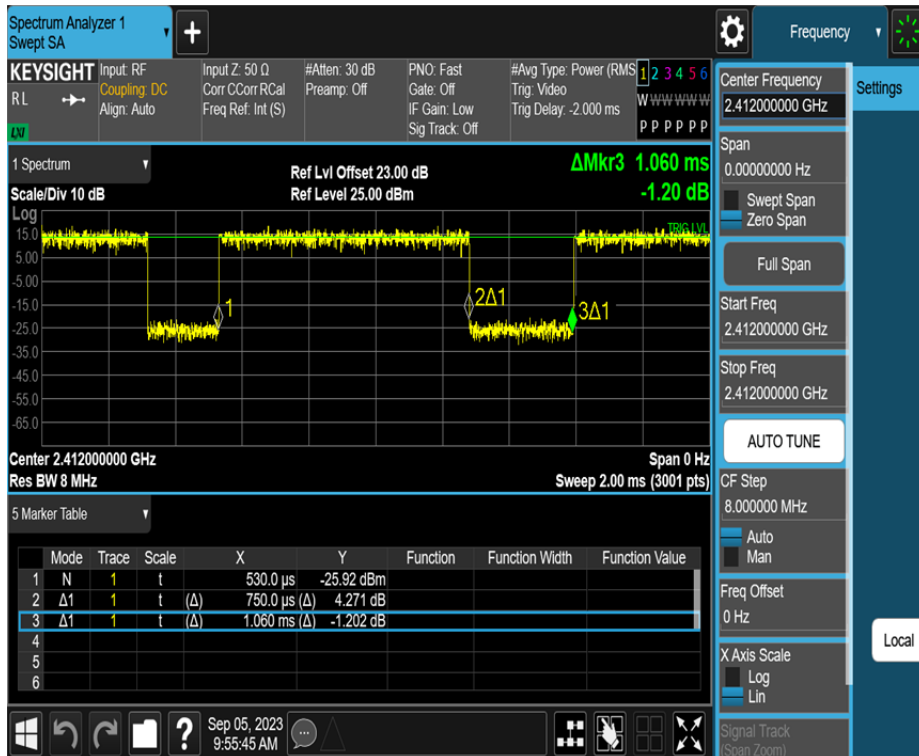 Spectrum Analyzer 1
Swept SA
+
Frequency
KEYSIGHT
RL
LXI
Input: RF
Coupling: DC
Align: Auto
Input Z: 50 Ω
Corr CCorr RCal
Freq Ref: Int (S)
#Atten: 30 dB
Preamp: Off
PNO: Fast
Gate: Off
IF Gain: Low
Sig Track: Off
#Avg Type: Power (RMS
Trig: Video
Trig Delay: -2.000 ms
1 2 3 4 5 6
W W W W W W
P P P P P P
1 Spectrum
Scale/Div 10 dB
Log
Ref Lvl Offset 23.00 dB
Ref Level 25.00 dBm
ΔMkr3 1.060 ms
-1.20 dB
TRIG LVL
15.0
5.00
-5.00
-15.0
-25.0
-35.0
-45.0
-55.0
-65.0
1
2Δ1
3Δ1
Center 2.412000000 GHz
Res BW 8 MHz
Span 0 Hz
Sweep 2.00 ms (3001 pts)
5 Marker Table
Mode Trace Scale X Y Function Function Width Function Value
1 N 1 t 530.0 µs -25.92 dBm
2 Δ1 1 t (Δ) 750.0 µs (Δ) 4.271 dB
3 Δ1 1 t (Δ) 1.060 ms (Δ) -1.202 dB
4
5
6
?
Sep 05, 2023
9:55:45 AM
Center Frequency
2.412000000 GHz
Span
0.00000000 Hz
Swept Span
Zero Span
Full Span
Start Freq
2.412000000 GHz
Stop Freq
2.412000000 GHz
AUTO TUNE
CF Step
8.000000 MHz
Auto
Man
Freq Offset
0 Hz
X Axis Scale
Log
Lin
Signal Track
(Span Zoom)
Settings
Local